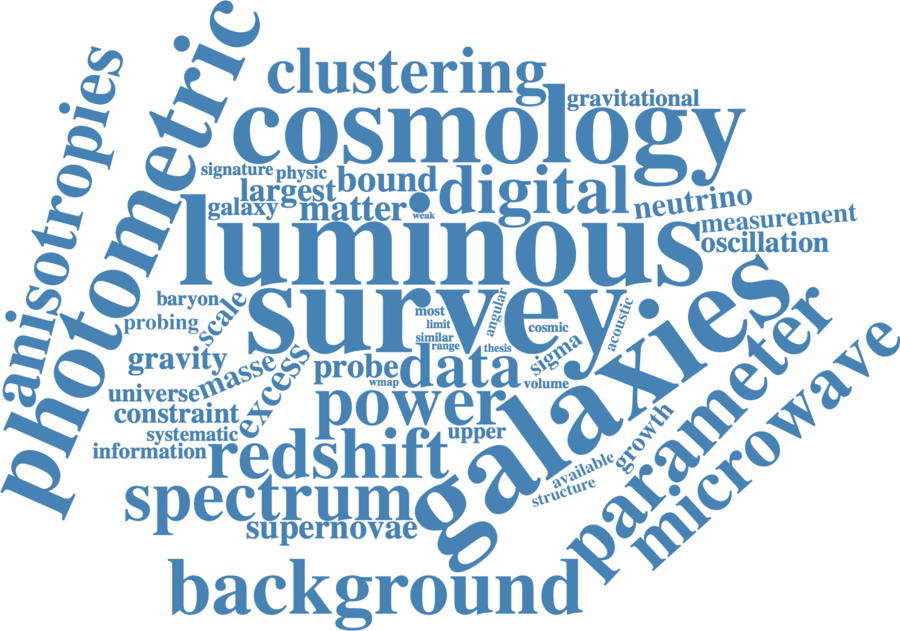 anisotropies
photometric
clustering
gravitational
cosmology
signature
physic
largest
bound
digital
neutrino
galaxy
matter
weak
measurement
luminous
oscillation
baryon
scale
survey
most
angular
acoustic
probing
limit
cosmic
similar
range
thesis
sigma
galaxies
gravity
masse
excess
probe
data
wmap
volume
universe
constraint
power
parameter
microwave
systematic
upper
growth
information
redshift
available
structure
spectrum
supernovae
background